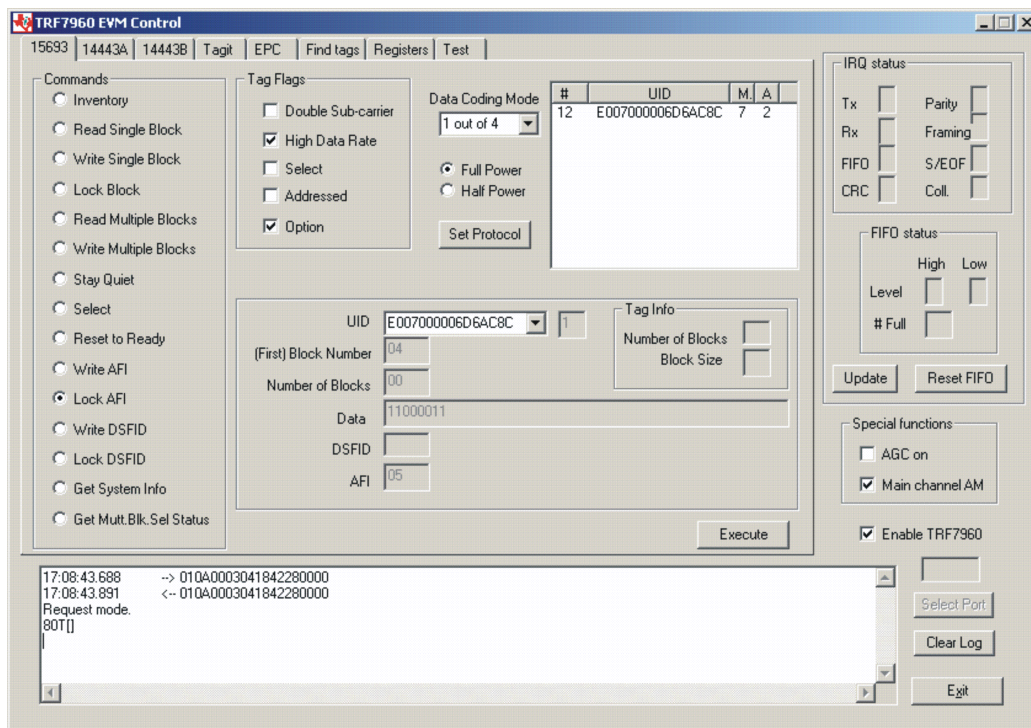 TRF7960 EVM Control
15693 14443A 14443B Tagit EPC Find tags Registers Test
Commands
Inventory
Read Single Block
Write Single Block
Lock Block
Read Multiple Blocks
Write Multiple Blocks
Stay Quiet
Select
Reset to Ready
Write AFI
Lock AFI
Write DSFID
Lock DSFID
Get System Info
Get Mutt.Blk.Sel Status
Tag Flags
Double Sub-carrier
High Data Rate
Select
Addressed
Option
Data Coding Mode
1 out of 4
Full Power
Half Power
Set Protocol
# UID M. A
12 E007000006D6AC8C 7 2
UID E007000006D6AC8C 1
(First) Block Number 04
Number of Blocks 00
Data 11000011
DSFID
AFI 05
Tag Info
Number of Blocks
Block Size
Execute
IRQ status
Tx Parity
Rx Framing
FIFO S/EOF
CRC Coll.
FIFO status
High Low
Level
# Full
Update Reset FIFO
Special functions
AGC on
Main channel AM
Enable TRF7960
Select Port
Clear Log
Exit
17:08:43.688 --> 010A0003041842280000
17:08:43.891 <-- 010A0003041842280000
Request mode.
80T[]